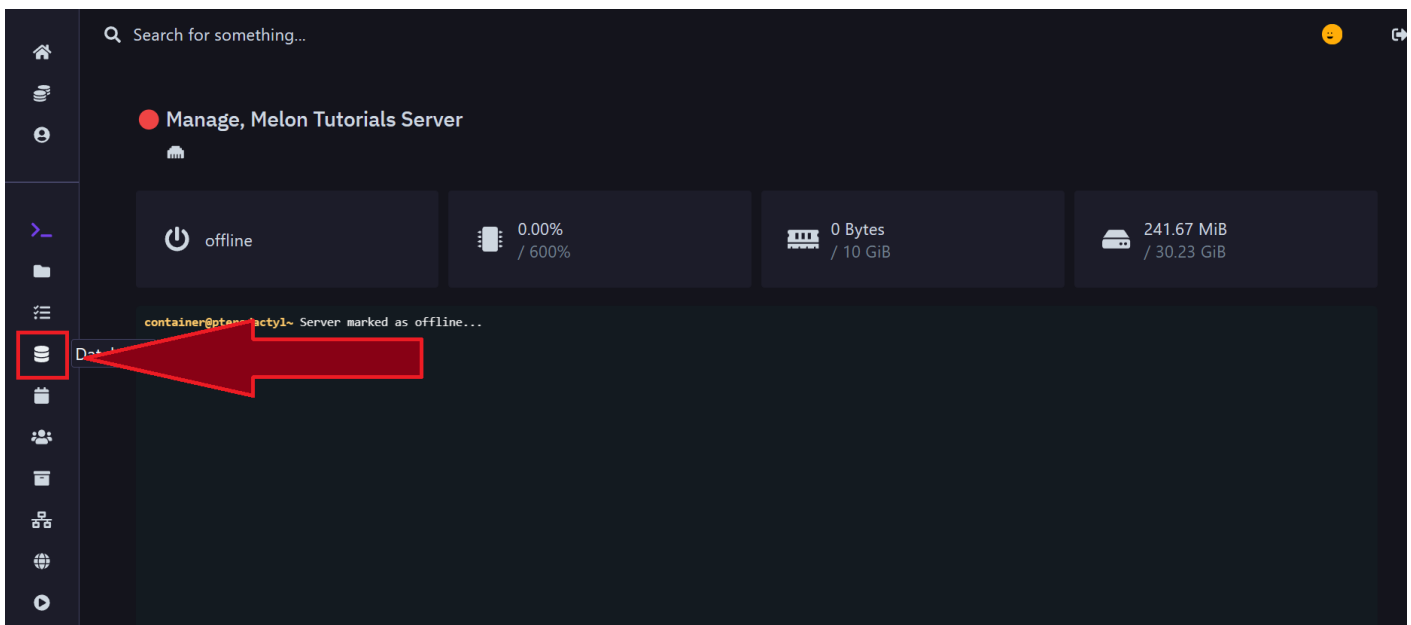 Search for something...
Manage, Melon Tutorials Server
offline
0.00%
/ 600%
0 Bytes
/ 10 GiB
241.67 MiB
/ 30.23 GiB
Server marked as offline...